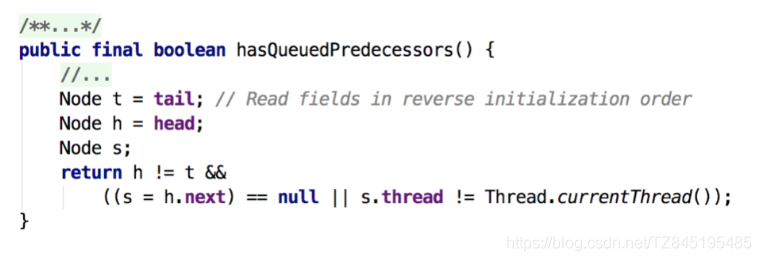 /**...*/
public final boolean hasQueuedPredecessors() {
    //...
    Node t = tail; // Read fields in reverse initialization order
    Node h = head;
    Node s;
    return h != t &&
        ((s = h.next) == null || s.thread != Thread.currentThread());
}
https://blog.csdn.net/TZ845195485